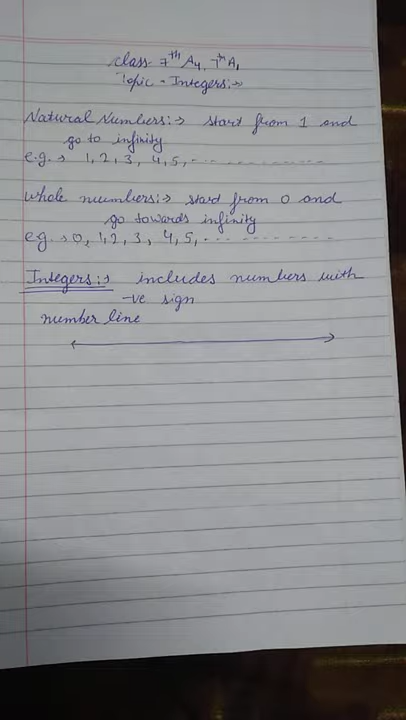 class- 7th A4, 7th A1
Topic - Integers:->
Natural Numbers:-> start from 1 and
go to infinity
e.g.-> 1, 2, 3, 4, 5, - - - - - - - - - - - -
Whole numbers:-> start from 0 and
go towards infinity
eg. -> 0, 1, 2, 3, 4, 5, - - - - - - - - - - - -
Integers:-> includes numbers with
-ve sign
number line